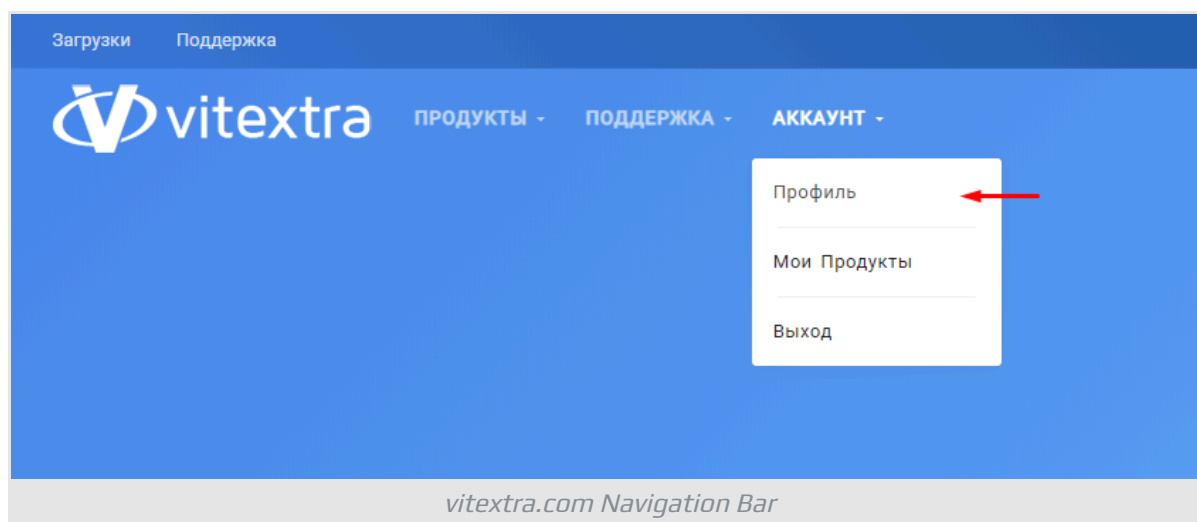 Загрузки Поддержка
vitextra ПРОДУКТЫ ПОДДЕРЖКА АККАУНТ
Профиль
Мои Продукты
Выход
vitextra.com Navigation Bar